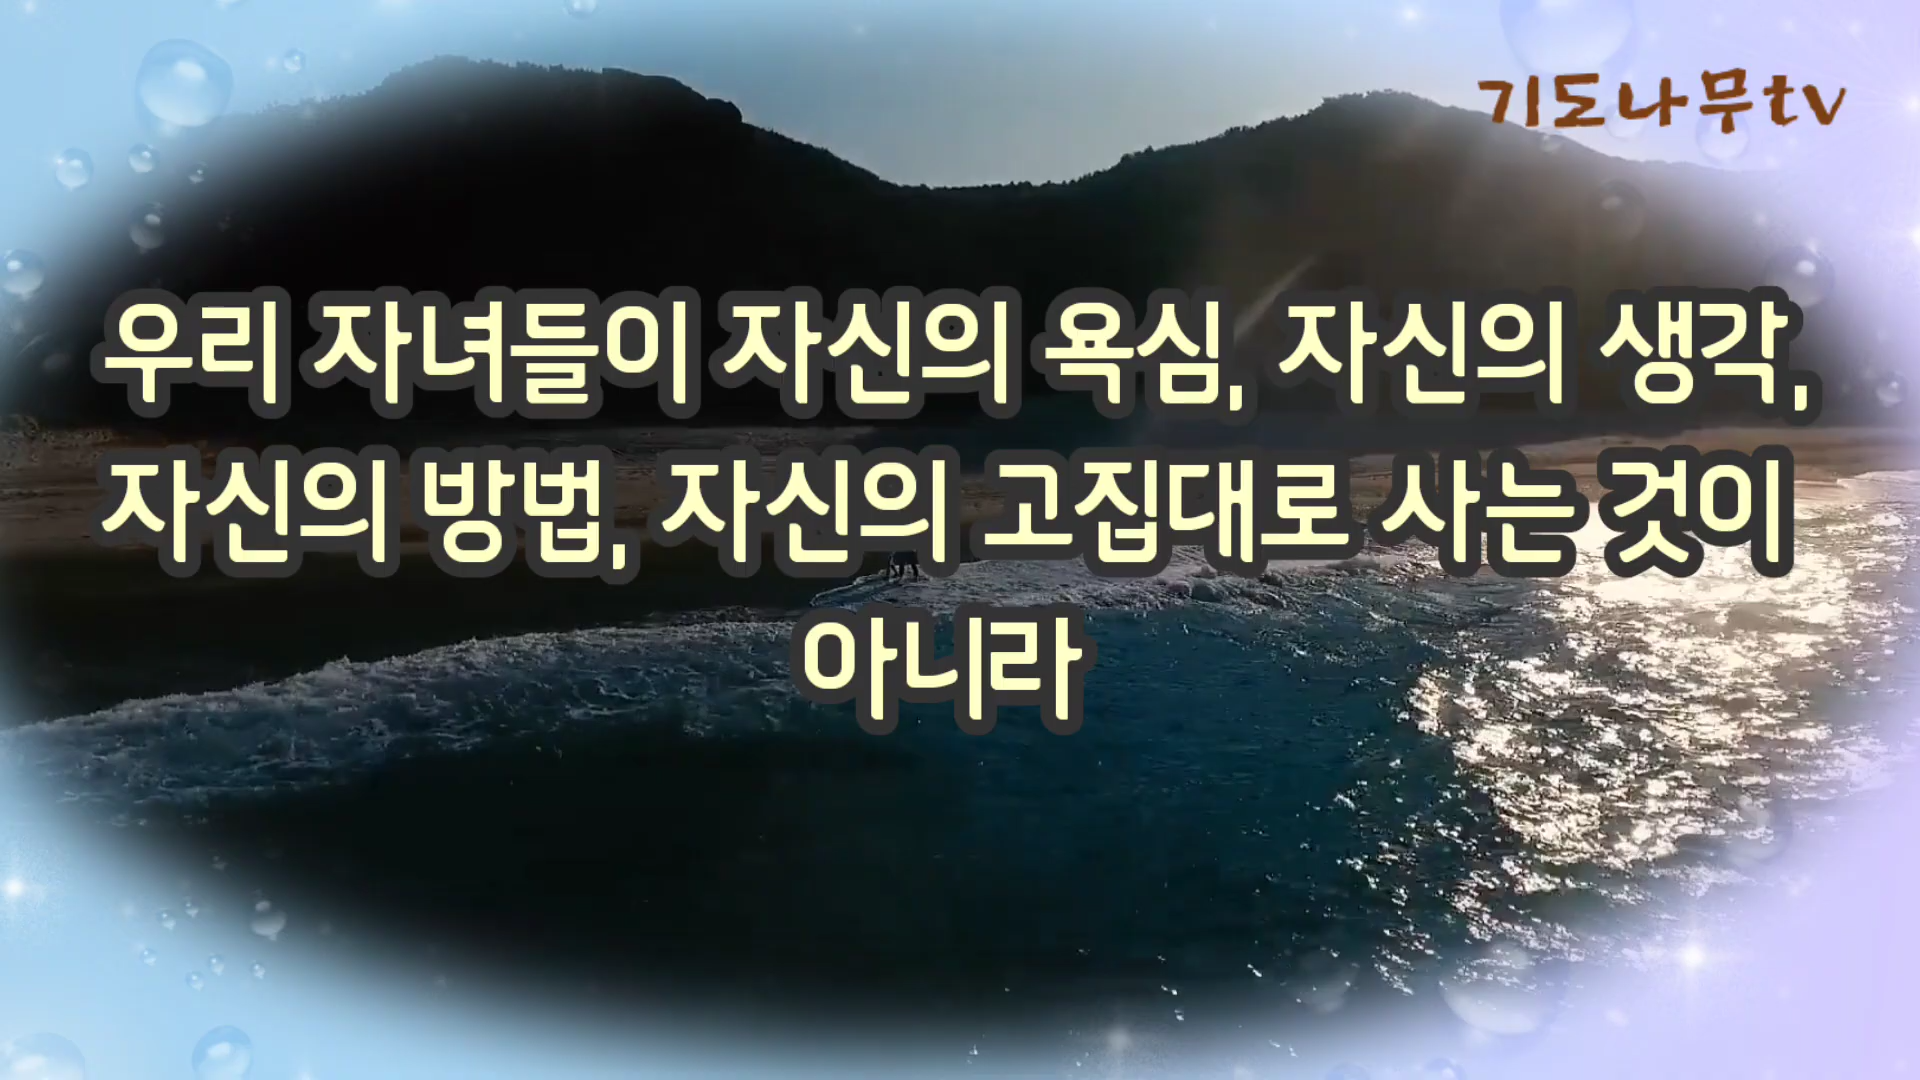 기도나무tv
우리 자녀들이 자신의 욕심, 자신의 생각,
자신의 방법, 자신의 고집대로 사는 것이
아니라